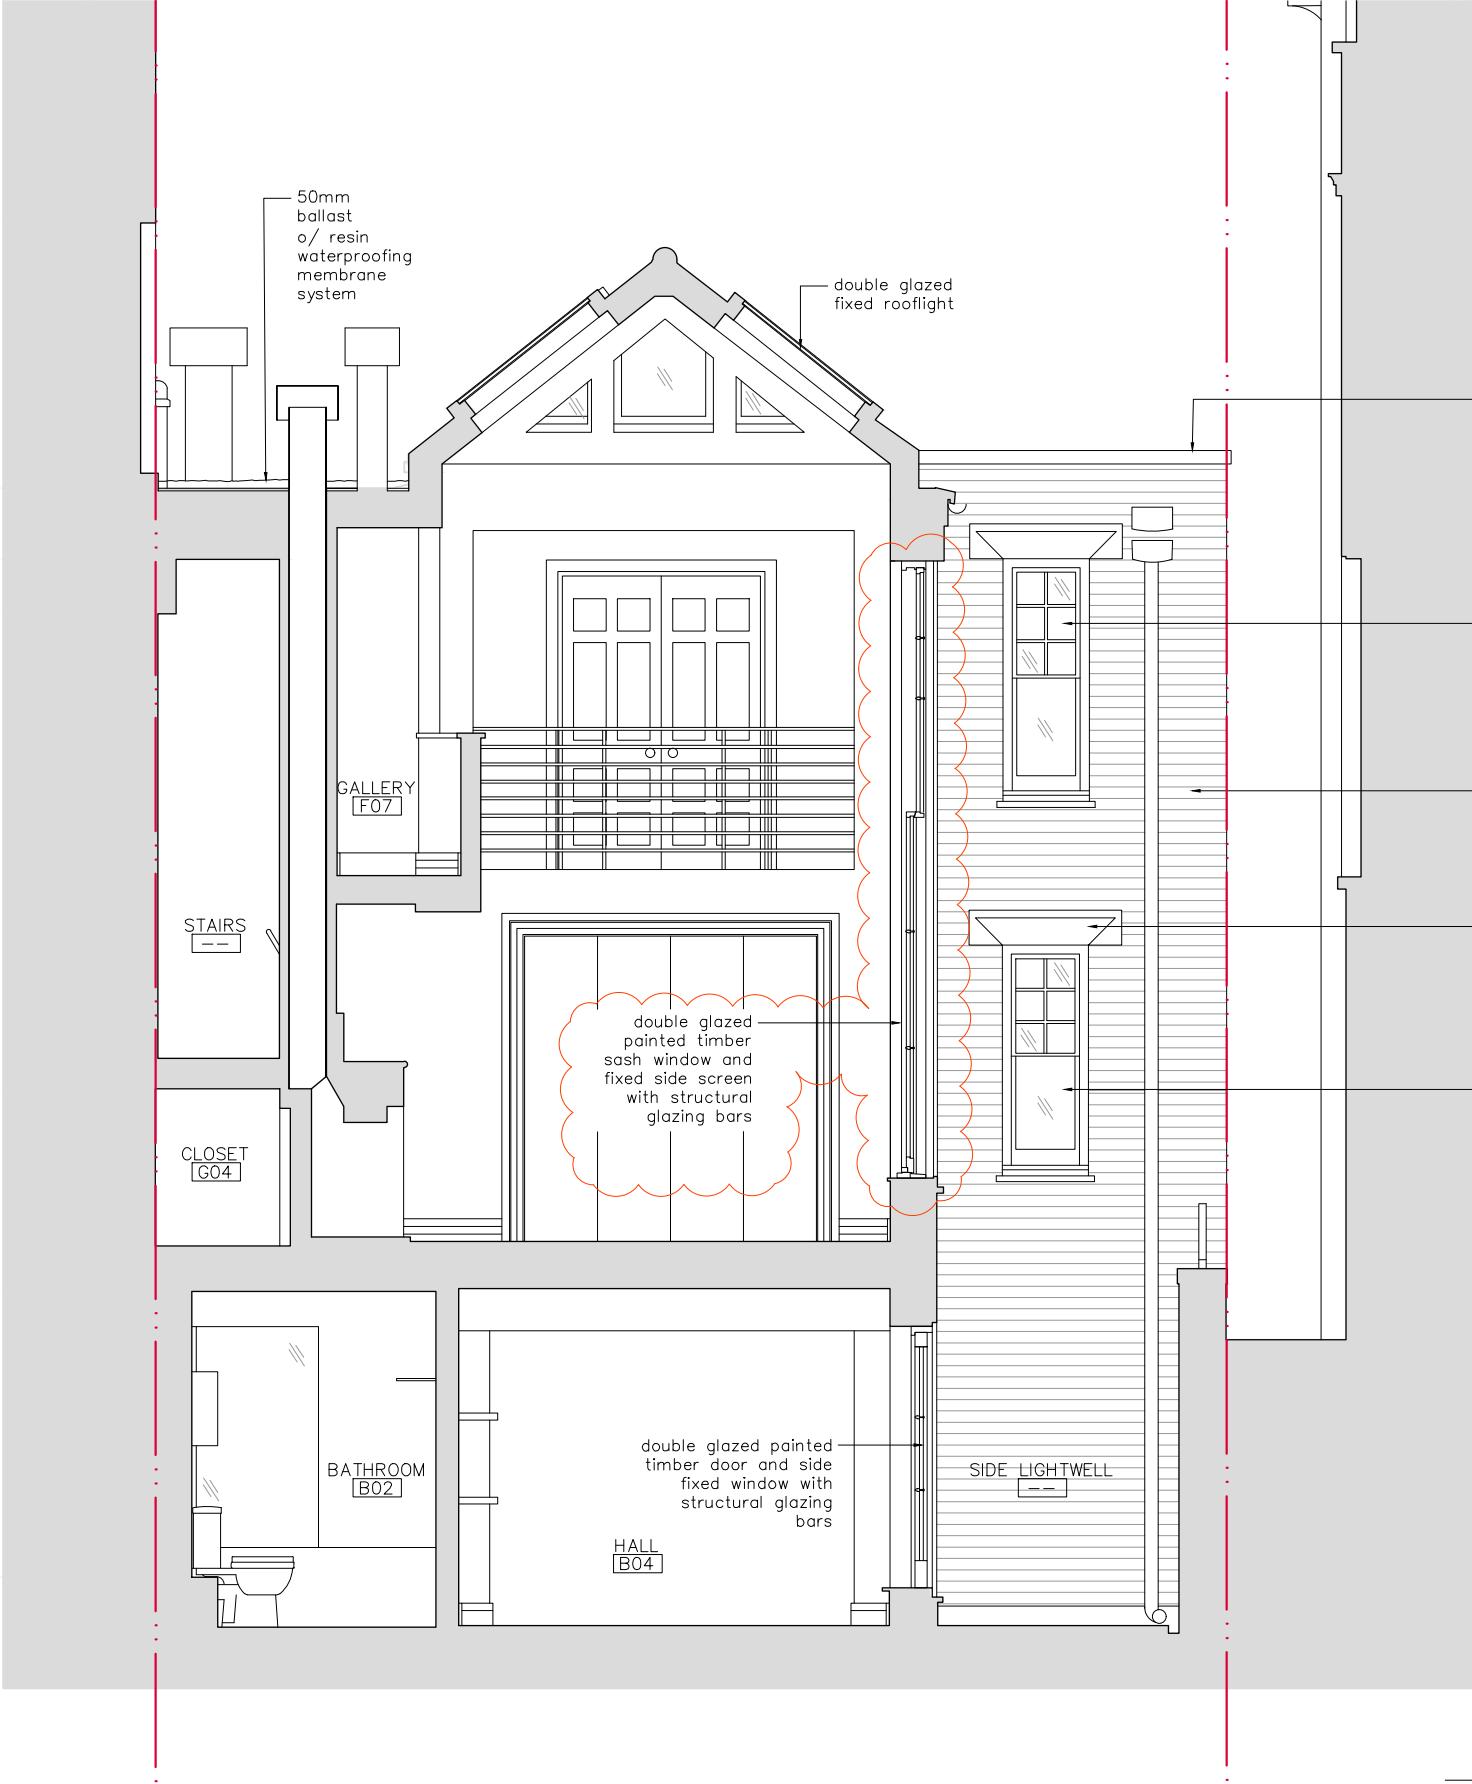 50mm
ballast
o/ resin
waterproofing
membrane
system
double glazed
fixed rooflight
GALLERY
F07
STAIRS
--
double glazed
painted timber
sash window and
fixed side screen
with structural
glazing bars
CLOSET
G04
BATHROOM
B02
double glazed painted
timber door and side
fixed window with
structural glazing
bars
HALL
B04
SIDE LIGHTWELL
--